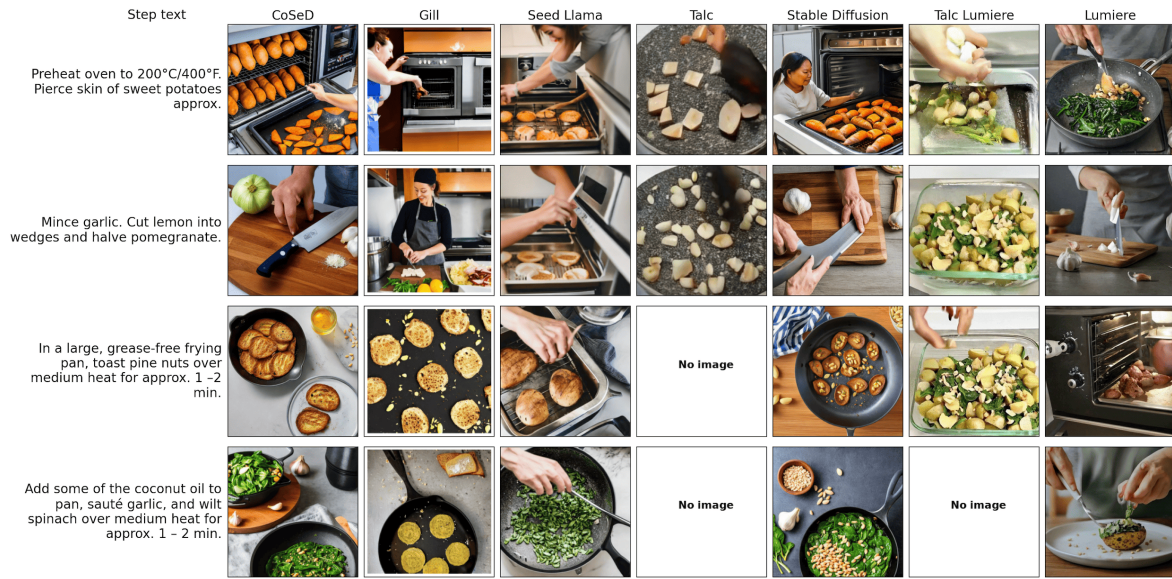 Step text
CoSeD
Gill
Seed Llama
Talc
Stable Diffusion
Talc Lumiere
Lumiere
Preheat oven to 200°C/400°F.
Pierce skin of sweet potatoes
approx.
Mince garlic. Cut lemon into
wedges and halve pomegranate.
In a large, grease-free frying
pan, toast pine nuts over
medium heat for approx. 1 –2
min.
No image
Add some of the coconut oil to
pan, sauté garlic, and wilt
spinach over medium heat for
approx. 1 – 2 min.
No image
No image